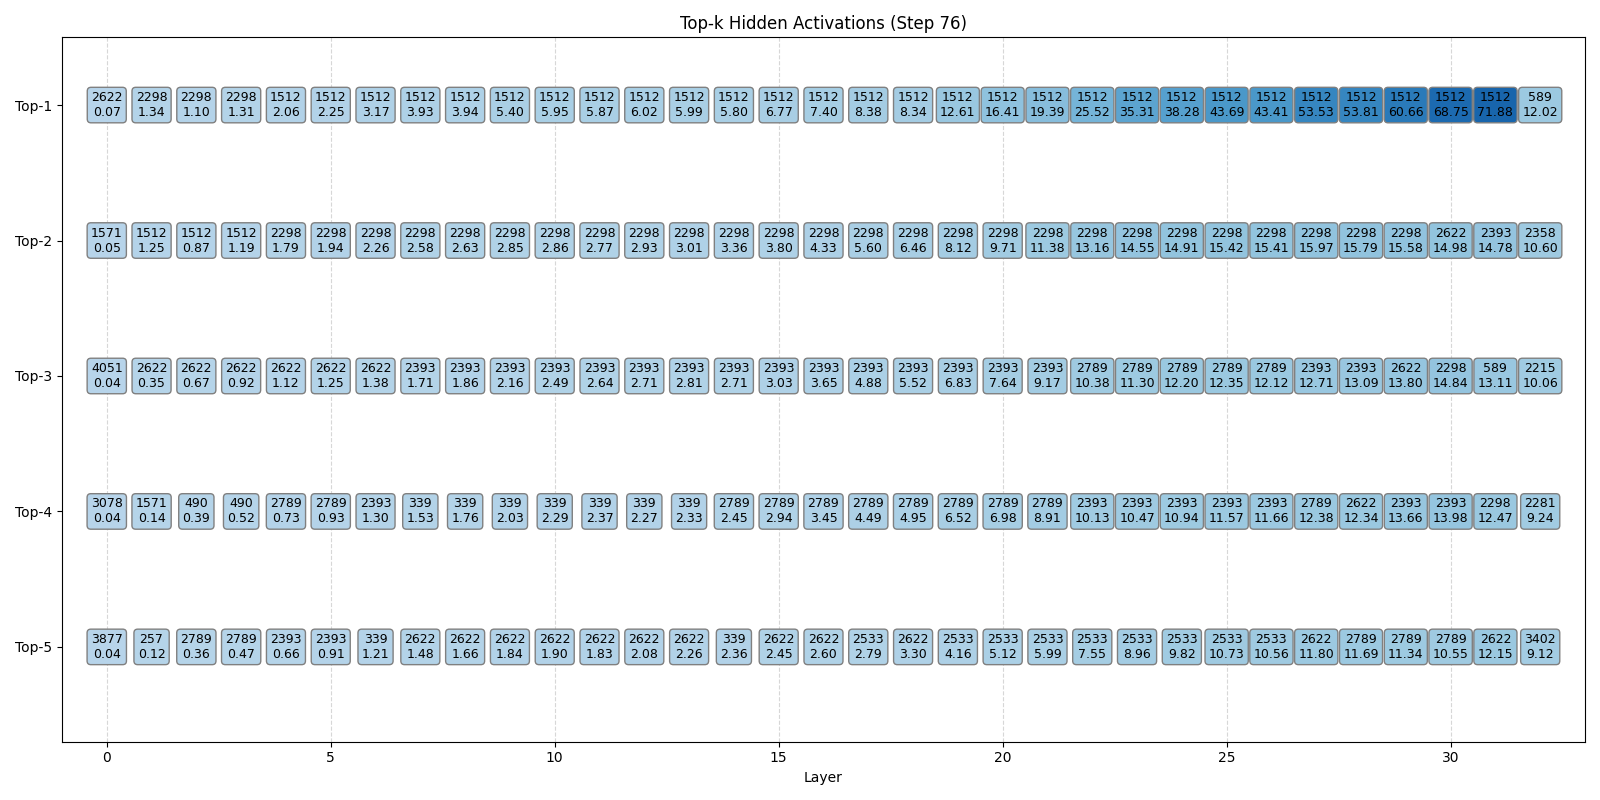 Top-k Hidden Activations (Step 76)
Top-1
2622 2298 2298 2298 1512 1512 1512 1512 1512 1512 1512 1512 1512 1512 1512 1512 1512 1512 1512 1512 1512 1512 1512 1512 1512 1512 1512 1512 1512 1512 1512 1512 589
0.07 1.34 1.10 1.31 2.06 2.25 3.17 3.93 3.94 5.40 5.95 5.87 6.02 5.99 5.80 6.77 7.40 8.38 8.34 12.61 16.41 19.39 25.52 35.31 38.28 43.69 43.41 53.53 53.81 60.66 68.75 71.88 12.02
Top-2
1571 1512 1512 1512 2298 2298 2298 2298 2298 2298 2298 2298 2298 2298 2298 2298 2298 2298 2298 2298 2298 2298 2298 2298 2298 2298 2298 2298 2298 2298 2622 2393 2358
0.05 1.25 0.87 1.19 1.79 1.94 2.26 2.58 2.63 2.85 2.86 2.77 2.93 3.01 3.36 3.80 4.33 5.60 6.46 8.12 9.71 11.38 13.16 14.55 14.91 15.42 15.41 15.97 15.79 15.58 14.98 14.78 10.60
Top-3
4051 2622 2622 2622 2622 2622 2622 2393 2393 2393 2393 2393 2393 2393 2393 2393 2393 2393 2393 2393 2393 2393 2789 2789 2789 2789 2789 2393 2393 2622 2298 589 2215
0.04 0.35 0.67 0.92 1.12 1.25 1.38 1.71 1.86 2.16 2.49 2.64 2.71 2.81 2.71 3.03 3.65 4.88 5.52 6.83 7.64 9.17 10.38 11.30 12.20 12.35 12.12 12.71 13.09 13.80 14.84 13.11 10.06
Top-4
3078 1571 490 490 2789 2789 2393 339 339 339 339 339 339 339 2789 2789 2789 2789 2789 2789 2789 2789 2393 2393 2393 2393 2393 2789 2622 2393 2393 2298 2281
0.04 0.14 0.39 0.52 0.73 0.93 1.30 1.53 1.76 2.03 2.29 2.37 2.27 2.33 2.45 2.94 3.45 4.49 4.95 6.52 6.98 8.91 10.13 10.47 10.94 11.57 11.66 12.38 12.34 13.66 13.98 12.47 9.24
Top-5
3877 257 2789 2789 2393 2393 339 2622 2622 2622 2622 2622 2622 2622 339 2622 2622 2533 2622 2533 2533 2533 2533 2533 2533 2533 2533 2622 2789 2789 2789 2622 3402
0.04 0.12 0.36 0.47 0.66 0.91 1.21 1.48 1.66 1.84 1.90 1.83 2.08 2.26 2.36 2.45 2.60 2.79 3.30 4.16 5.12 5.99 7.55 8.96 9.82 10.73 10.56 11.80 11.69 11.34 10.55 12.15 9.12
0 5 10 15 20 25 30
Layer